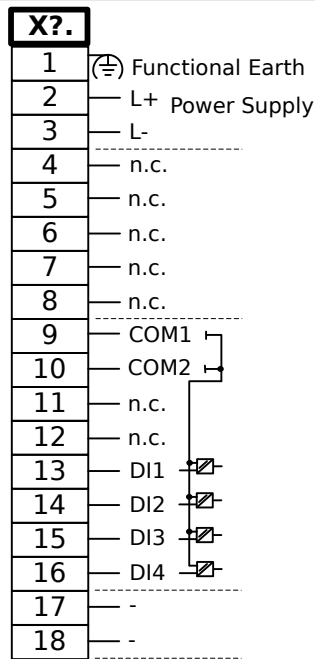 X?.
1 Functional Earth
2 L+ Power Supply
3 L-
4 n.c.
5 n.c.
6 n.c.
7 n.c.
8 n.c.
9 COM1
10 COM2
11 n.c.
12 n.c.
13 DI1
14 DI2
15 DI3
16 DI4
17 -
18 -